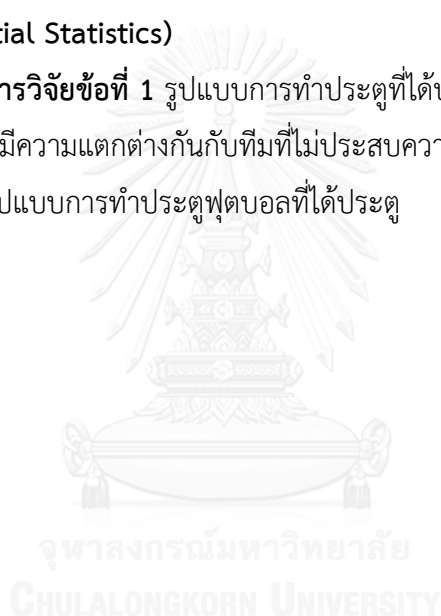 tial Statistics)
ารวิจัยข้อที่ 1 รูปแบบการทำประตูที่ได้
มีความแตกต่างกันกับทีมที่ไม่ประสบควา
ปแบบการทำประตูฟุตบอลที่ได้ประตู
จุฬาลงกรณ์มหาวิทยาลัย
CHULALONGKORN UNIVERSITY